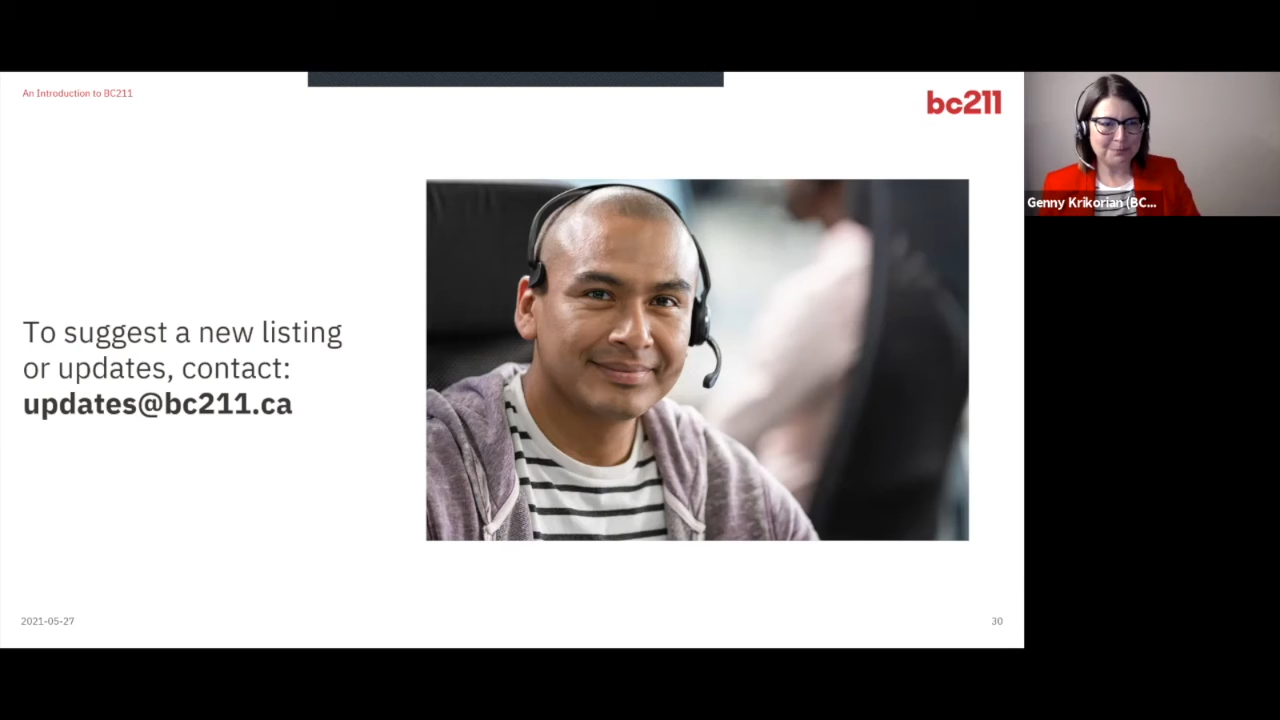 An Introduction to BC211
bc211
To suggest a new listing
or updates, contact:
updates@bc211.ca
2021-05-27
30
Genny Krikorian (BC...